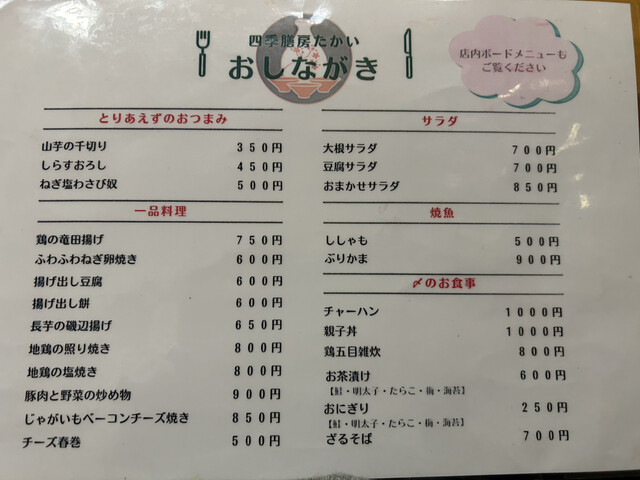 四季膳房たかい
おしながき
店内ボードメニューも
ご覧ください
とりあえずのおつまみ
山芋の千切り 350円
しらすおろし 450円
ねぎ塩わさび奴 500円
一品料理
鶏の竜田揚げ 750円
ふわふわねぎ卵焼き 600円
揚げ出し豆腐 600円
揚げ出し餅 600円
長芋の磯辺揚げ 650円
地鶏の照り焼き 800円
地鶏の塩焼き 800円
豚肉と野菜の炒め物 900円
じゃがいもベーコンチーズ焼き 850円
チーズ春巻 500円
サラダ
大根サラダ 700円
豆腐サラダ 700円
おまかせサラダ 850円
焼魚
ししゃも 500円
ぶりかま 900円
〆のお食事
チャーハン 1000円
親子丼 1000円
鶏五目雑炊 800円
お茶漬け 600円
【鮭・明太子・たらこ・梅・海苔】
おにぎり 250円
【鮭・明太子・たらこ・梅・海苔】
ざるそば 700円